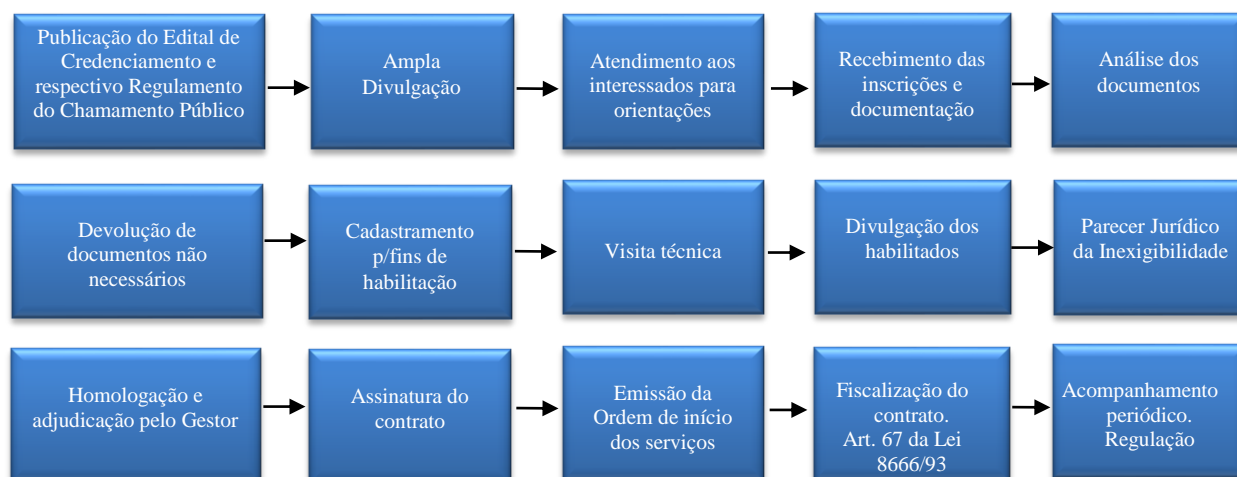 Publicação do Edital de
Credenciamento e
respectivo Regulamento
do Chamamento Público
Ampla
Divulgação
Atendimento aos
interessados para
orientações
Recebimento das
inscrições e
documentação
Análise dos
documentos
Devolução de
documentos não
necessários
Cadastramento
p/fins de
habilitação
Visita técnica
Divulgação dos
habilitados
Parecer Jurídico
da Inexigibilidade
Homologação e
adjudicação pelo Gestor
Assinatura do
contrato
Emissão da
Ordem de início
dos serviços
Fiscalização do
contrato.
Art. 67 da Lei
8666/93
Acompanhamento
periódico.
Regulação